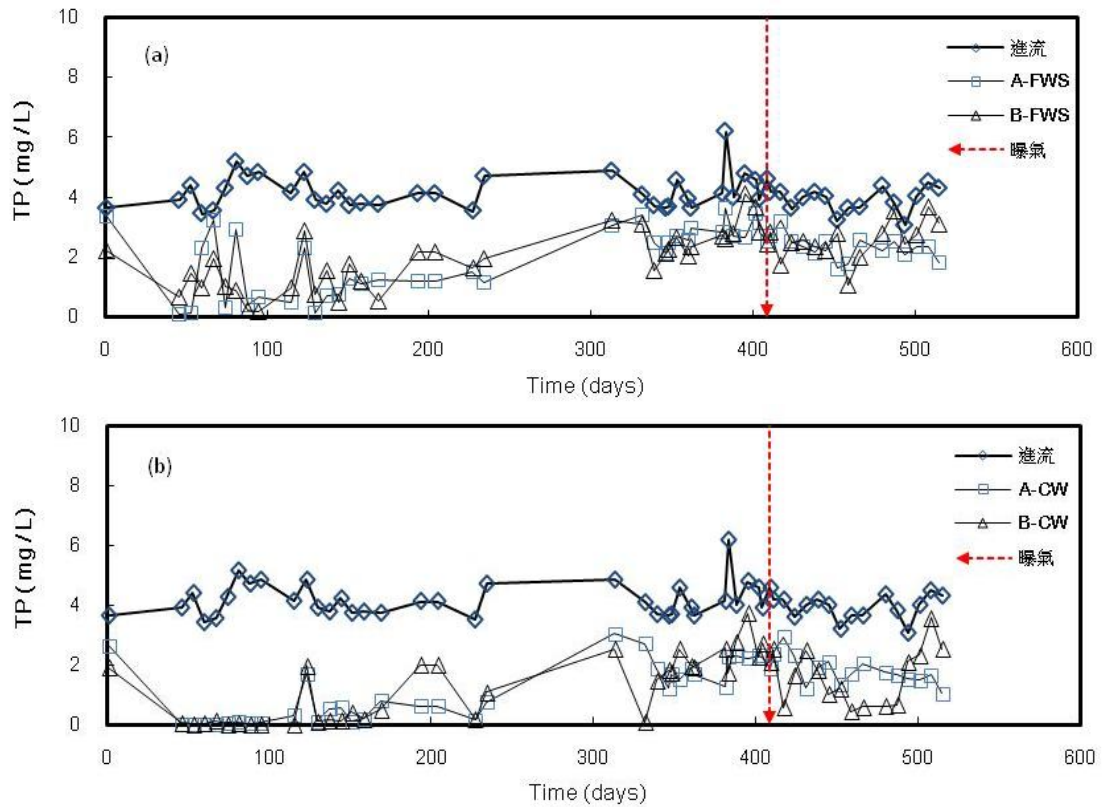 (a)
進流
A-FWS
B-FWS
曝氣
TP ( mg / L )
10
8
6
4
2
0
0 100 200 300 400 500 600
Time (days)
(b)
進流
A-CW
B-CW
曝氣
TP ( mg / L )
10
8
6
4
2
0
0 100 200 300 400 500 600
Time (days)